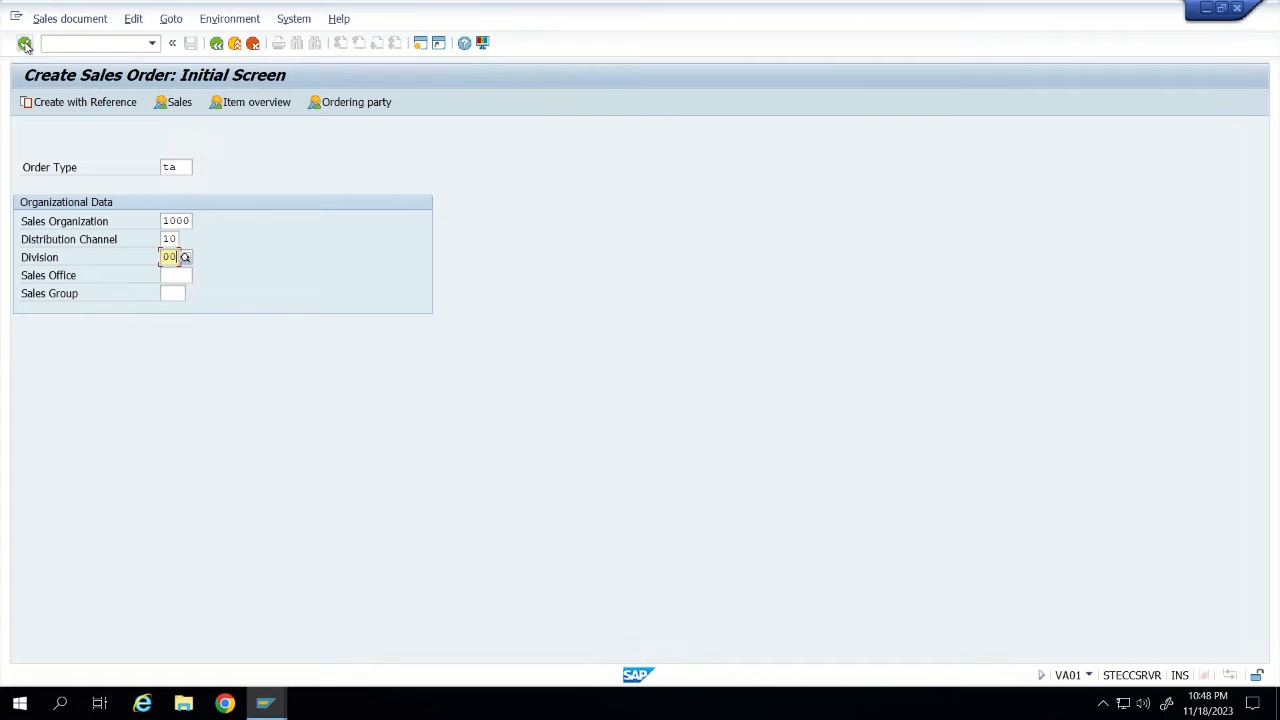 Sales document Edit Goto Environment System Help
Create Sales Order: Initial Screen
Create with Reference Sales Item overview Ordering party
Order Type ta
Organizational Data
Sales Organization 1000
Distribution Channel 10
Division 00
Sales Office
Sales Group
SAP VA01 STECCSRVR INS
10:48 PM
11/18/2023